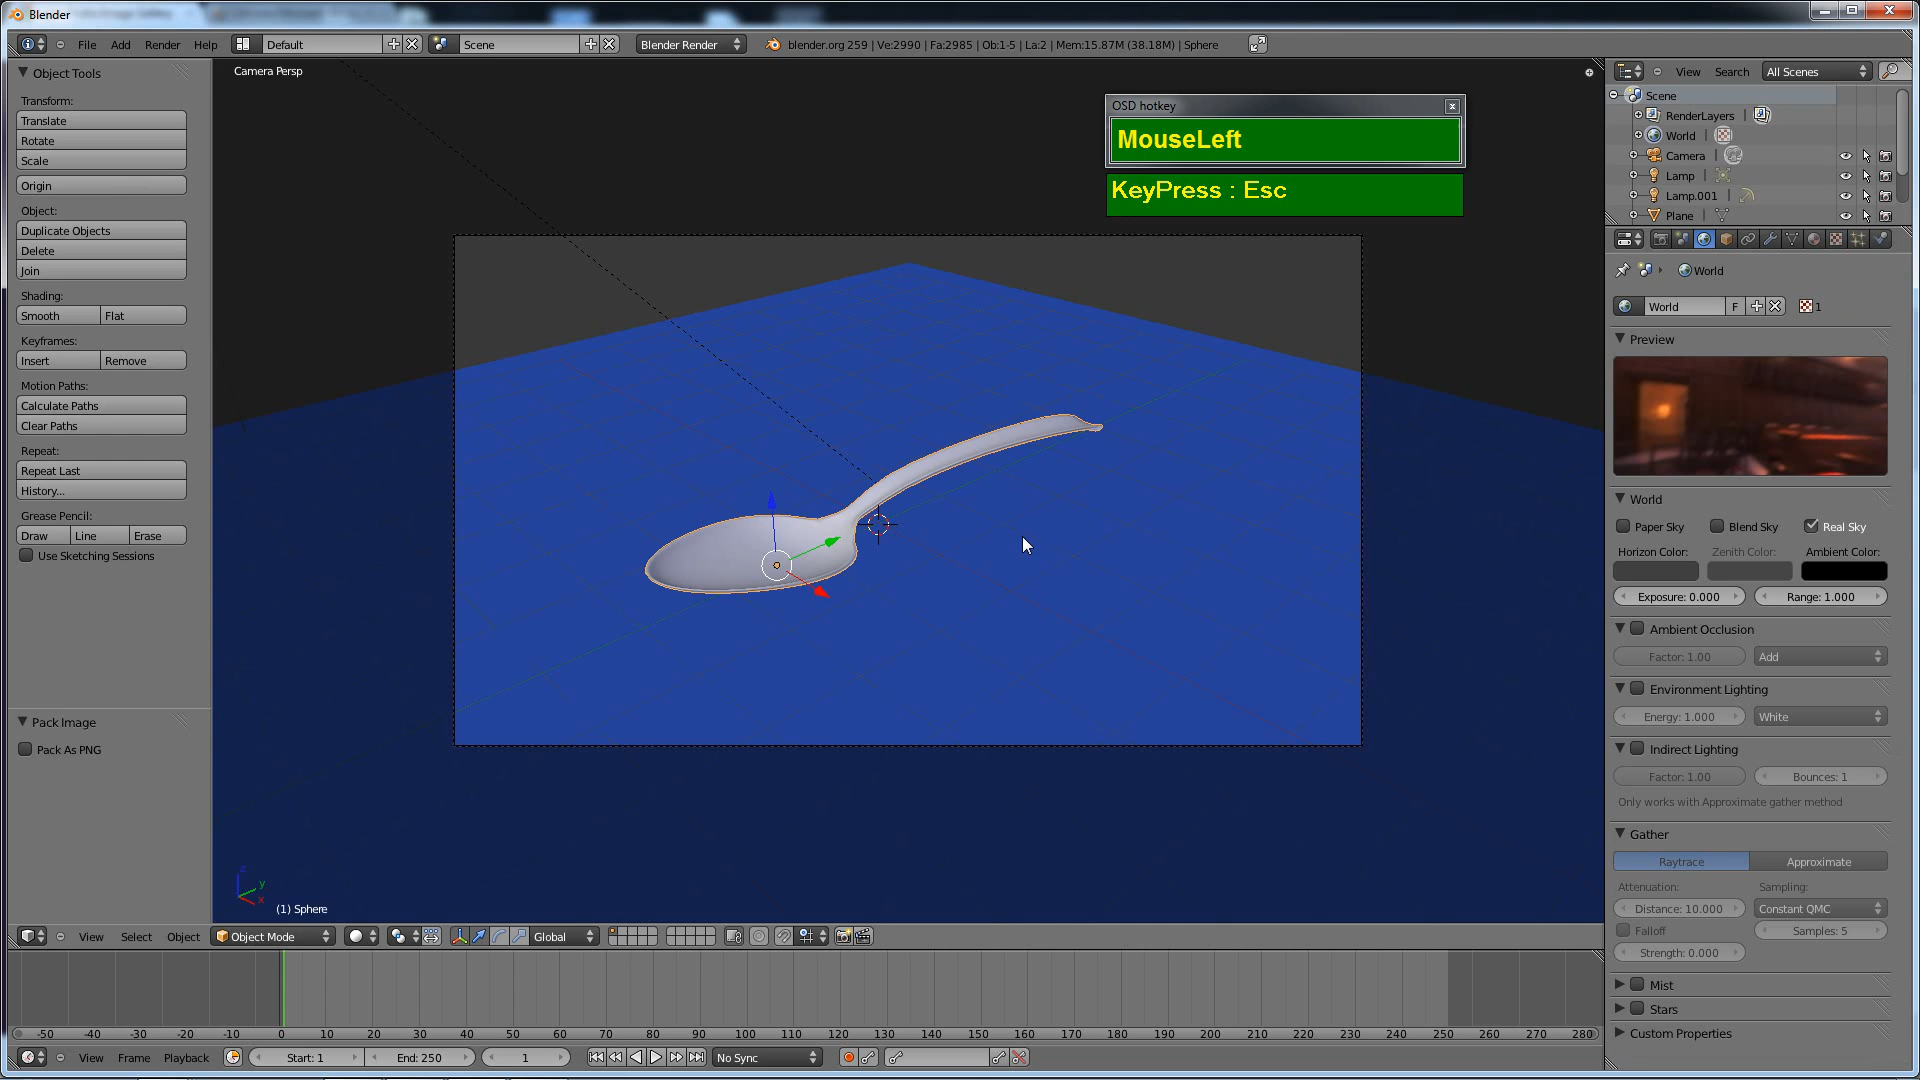 Blender
File Add Render Help Default Scene Blender Render blender.org 259 | Ve:2990 | Fa:2985 | Ob:1-5 | La:2 | Mem:15.87M (38.18M) | Sphere
Object Tools
Transform:
Translate
Rotate
Scale
Origin
Object:
Duplicate Objects
Delete
Join
Shading:
Smooth Flat
Keyframes:
Insert Remove
Motion Paths:
Calculate Paths
Clear Paths
Repeat:
Repeat Last
History...
Grease Pencil:
Draw Line Erase
Use Sketching Sessions
Pack Image
Pack As PNG
Camera Persp
OSD hotkey
MouseLeft
KeyPress : Esc
z
y
x
(1) Sphere
View Select Object Object Mode Global
-50 -40 -30 -20 -10 0 10 20 30 40 50 60 70 80 90 100 110 120 130 140 150 160 170 180 190 200 210 220 230 240 250 260 270 280
View Frame Playback Start: 1 End: 250 1 No Sync
View Search All Scenes
Scene
RenderLayers |
World |
Camera |
Lamp |
Lamp.001 |
Plane |
World
World F 1
Preview
World
Paper Sky Blend Sky Real Sky
Horizon Color: Zenith Color: Ambient Color:
Exposure: 0.000 Range: 1.000
Ambient Occlusion
Factor: 1.00 Add
Environment Lighting
Energy: 1.000 White
Indirect Lighting
Factor: 1.00 Bounces: 1
Only works with Approximate gather method
Gather
Raytrace Approximate
Attenuation: Sampling:
Distance: 10.000 Constant QMC
Falloff Samples: 5
Strength: 0.000
Mist
Stars
Custom Properties